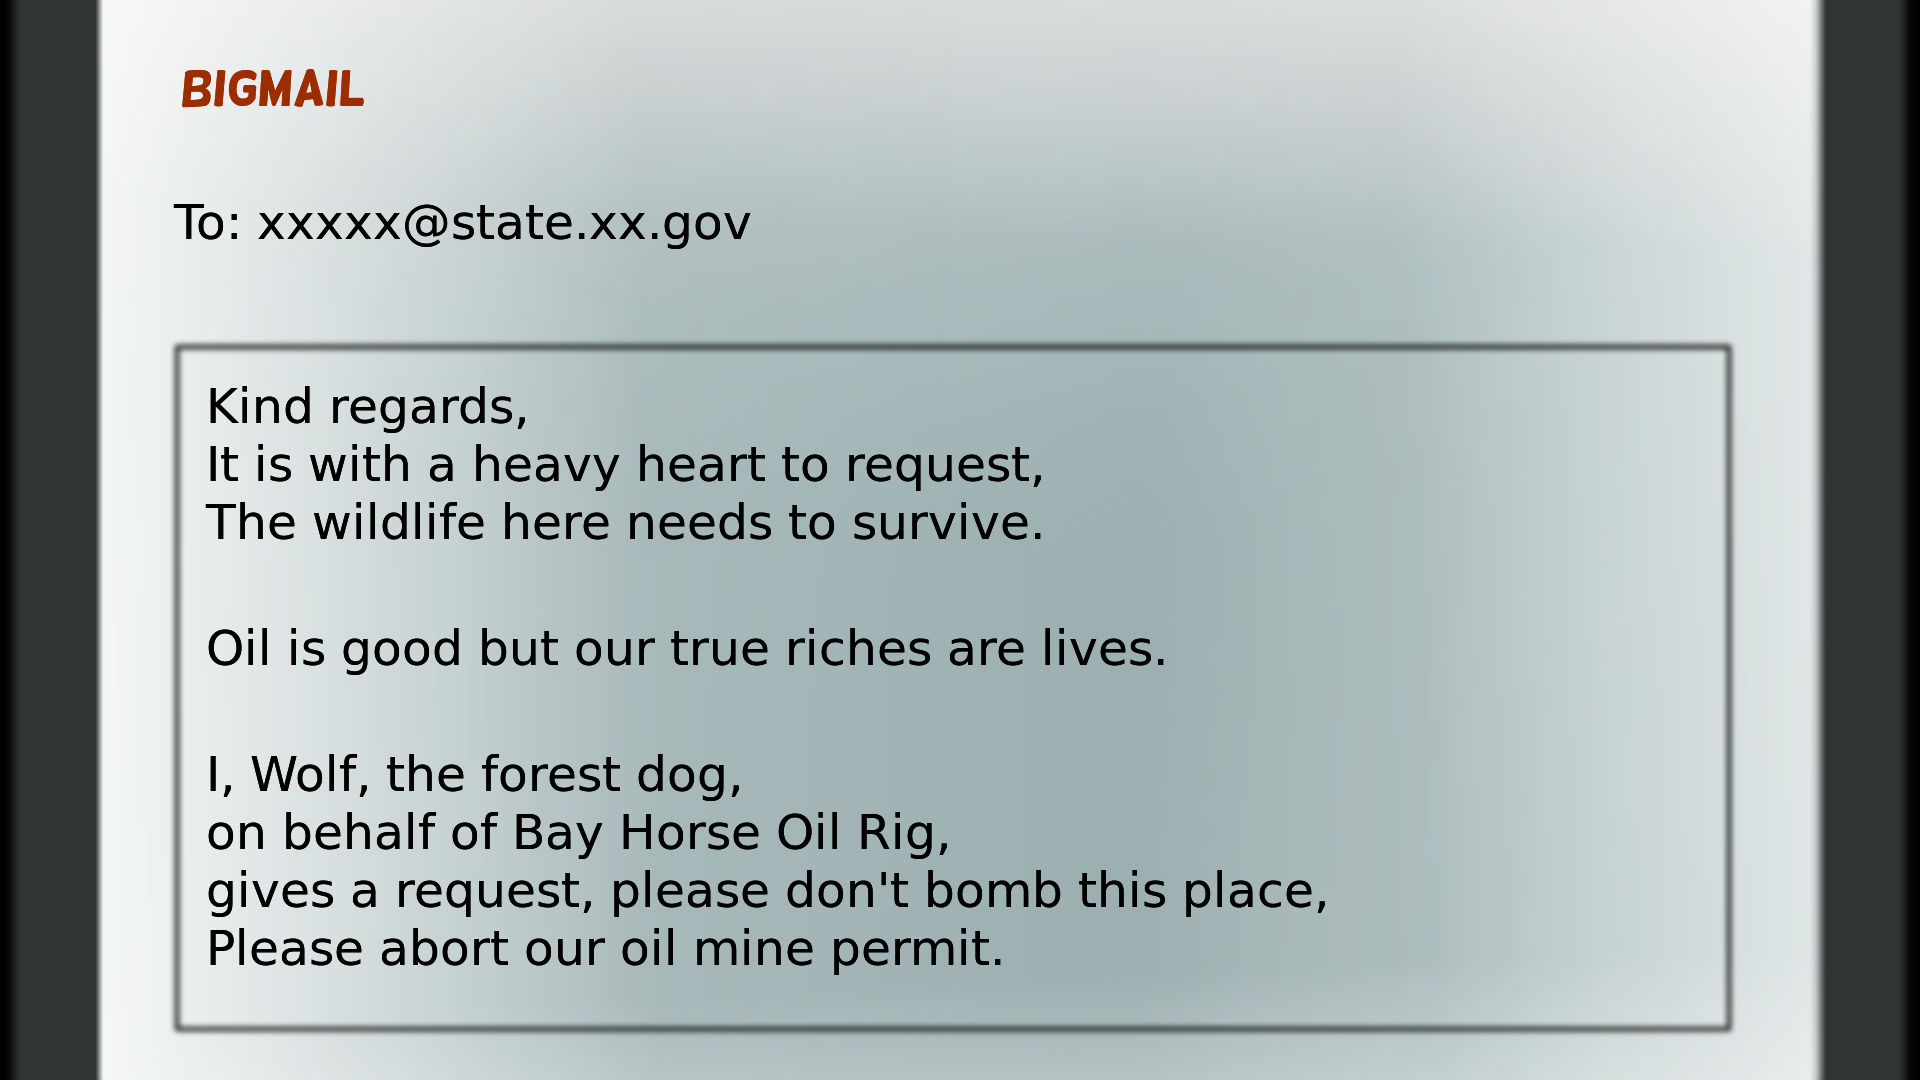 BIGMAIL
To: xxxxx@state.xx.gov
Kind regards,
It is with a heavy heart to request,
The wildlife here needs to survive.
Oil is good but our true riches are lives.
I, Wolf, the forest dog,
on behalf of Bay Horse Oil Rig,
gives a request, please don't bomb this place,
Please abort our oil mine permit.